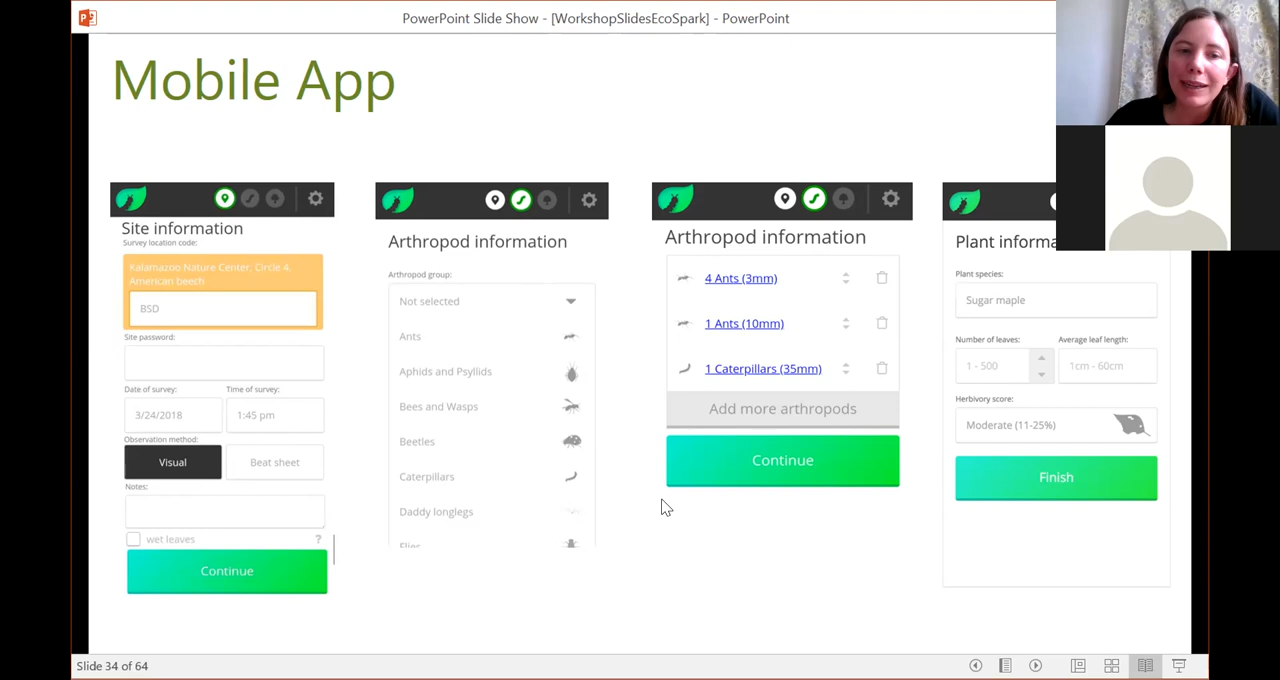 PowerPoint Slide Show - [WorkshopSlidesEcoSpark] - PowerPoint
Mobile App
Site information
Survey location code:
Kalamazoo Nature Center, Circle 4,
American beech
BSD
Site password:
Date of survey: Time of survey:
3/24/2018 1:45 pm
Observation method:
Visual Beat sheet
Notes:
wet leaves ?
Continue
Arthropod information
Arthropod group:
Not selected
Ants
Aphids and Psyllids
Bees and Wasps
Beetles
Caterpillars
Daddy longlegs
Flies
Arthropod information
4 Ants (3mm)
1 Ants (10mm)
1 Caterpillars (35mm)
Add more arthropods
Continue
Plant informa
Plant species:
Sugar maple
Number of leaves: Average leaf length:
1 - 500 1cm - 60cm
Herbivory score:
Moderate (11-25%)
Finish
Slide 34 of 64